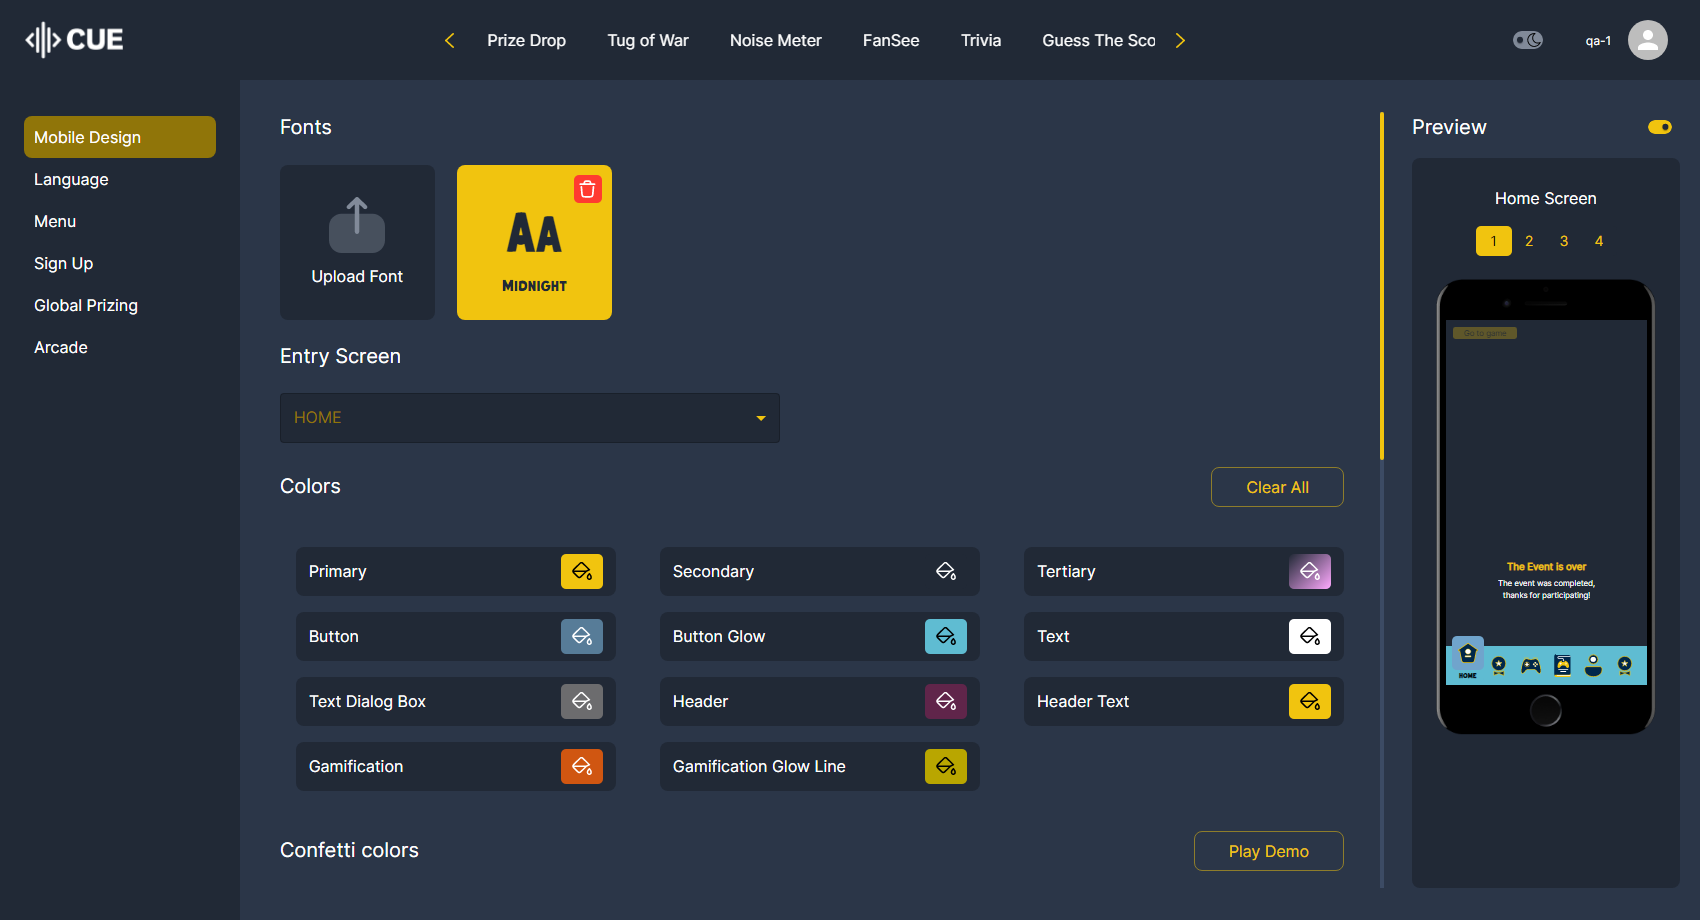 CUE
Prize Drop
Tug of War
Noise Meter
FanSee
Trivia
Guess The Sco
qa-1
Mobile Design
Language
Menu
Sign Up
Global Prizing
Arcade
Fonts
Upload Font
AA
MIDNIGHT
Entry Screen
HOME
Colors
Clear All
Primary
Secondary
Tertiary
Button
Button Glow
Text
Text Dialog Box
Header
Header Text
Gamification
Gamification Glow Line
Confetti colors
Play Demo
Preview
Home Screen
1 2 3 4
Go to game
The Event is over
The event was completed,
thanks for participating!
HOME